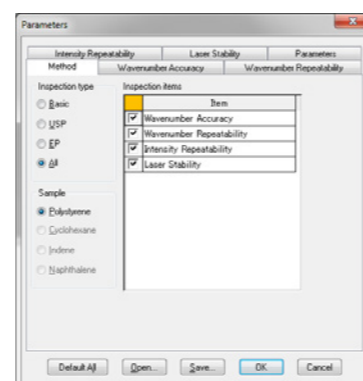 Parameters
Intensity Repeatability Laser Stability Parameters
Method Wavenumber Accuracy Wavenumber Repeatability
Inspection type
Basic
USP
EP
All
Sample
Polystyrene
Cyclohexane
Indene
Naphthalene
Inspection items
Item
Wavenumber Accuracy
Wavenumber Repeatability
Intensity Repeatability
Laser Stability
Default All Open... Save... OK Cancel